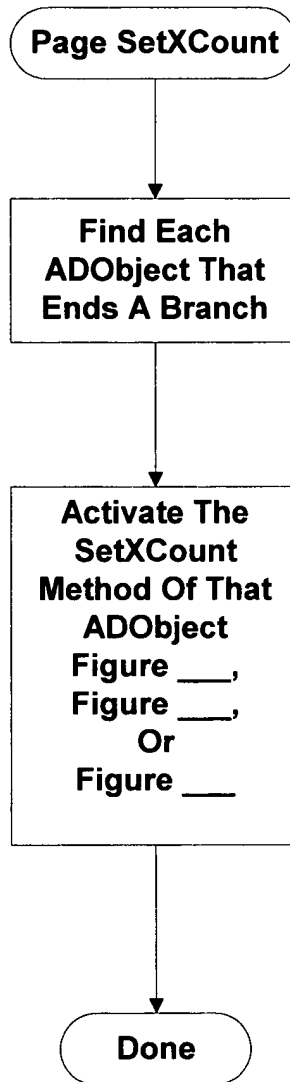 Page SetXCount
Find Each
ADObject That
Ends A Branch
Activate The
SetXCount
Method Of That
ADObject
Figure ___,
Figure ___,
Or
Figure ___
Done